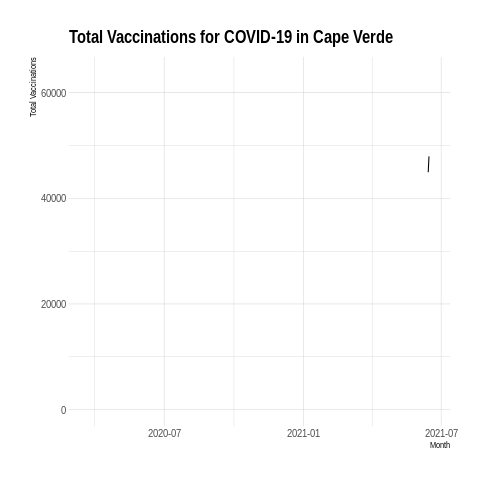 Total Vaccinations for COVID-19 in Cape Verde
Total Vaccinations
60000
40000
20000
0
2020-07
2021-01
2021-07
Month